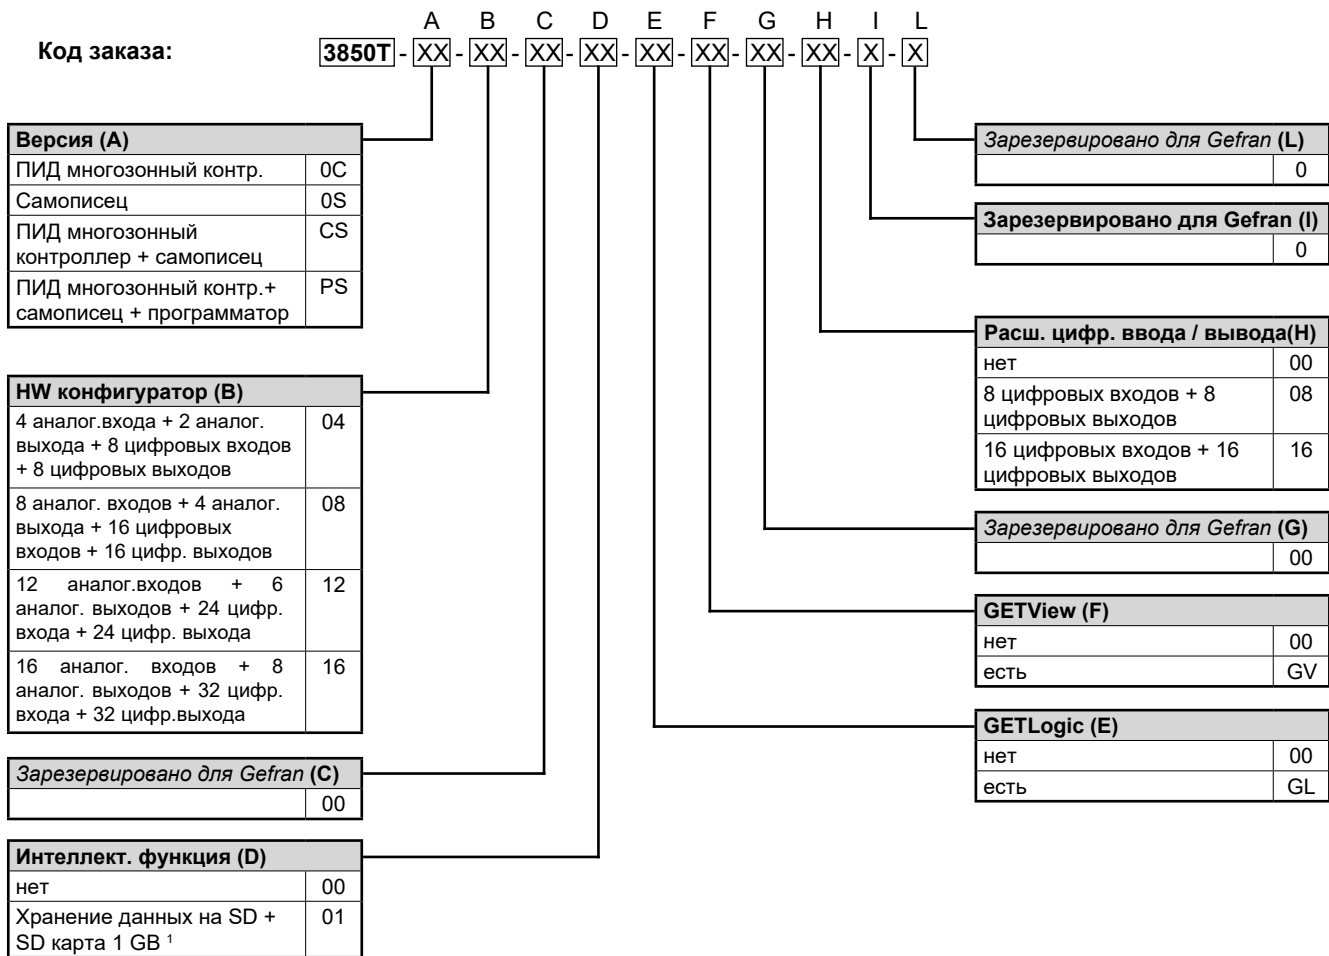 A B C D E F G H I L
Код заказа:
3850T - XX - XX - XX - XX - XX - XX - XX - XX - X - X
Версия (A)
ПИД многозонный контр. 0C
Самописец 0S
ПИД многозонный CS
контроллер + самописец
ПИД многозонный контр.+ PS
самописец + программатор
HW конфигуратор (B)
4 аналог.входа + 2 аналог. 04
выхода + 8 цифровых входов
+ 8 цифровых выходов
8 аналог. входов + 4 аналог. 08
выхода + 16 цифровых
входов + 16 цифр. выходов
12 аналог.входов + 6 12
аналог. выходов + 24 цифр.
входа + 24 цифр. выхода
16 аналог. входов + 8 16
аналог. выходов + 32 цифр.
входа + 32 цифр.выхода
Зарезервировано для Gefran (C)
00
Интеллект. функция (D)
нет 00
Хранение данных на SD + 01
SD карта 1 GB ¹
Зарезервировано для Gefran (L)
0
Зарезервировано для Gefran (I)
0
Расш. цифр. ввода / вывода(H)
нет 00
8 цифровых входов + 8 08
цифровых выходов
16 цифровых входов + 16 16
цифровых выходов
Зарезервировано для Gefran (G)
00
GETView (F)
нет 00
есть GV
GETLogic (E)
нет 00
есть GL